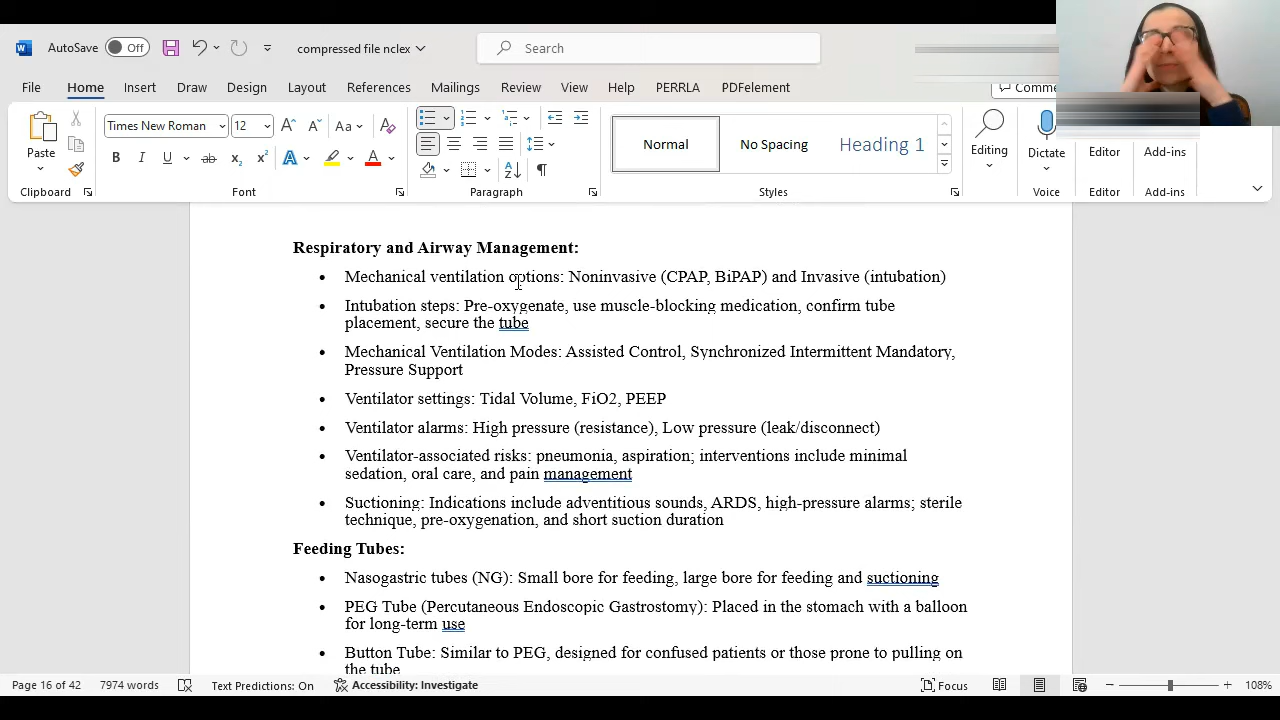 AutoSave Off compressed file nclex Search
File Home Insert Draw Design Layout References Mailings Review View Help PERRLA PDFelement Comme
Paste Times New Roman 12 Aa A Normal No Spacing Heading 1 Editing Dictate Editor Add-ins
B I U ab x2 x2 A A
Clipboard Font Paragraph Styles Voice Editor Add-ins
Respiratory and Airway Management:
• Mechanical ventilation options: Noninvasive (CPAP, BiPAP) and Invasive (intubation)
• Intubation steps: Pre-oxygenate, use muscle-blocking medication, confirm tube
placement, secure the tube
• Mechanical Ventilation Modes: Assisted Control, Synchronized Intermittent Mandatory,
Pressure Support
• Ventilator settings: Tidal Volume, FiO2, PEEP
• Ventilator alarms: High pressure (resistance), Low pressure (leak/disconnect)
• Ventilator-associated risks: pneumonia, aspiration; interventions include minimal
sedation, oral care, and pain management
• Suctioning: Indications include adventitious sounds, ARDS, high-pressure alarms; sterile
technique, pre-oxygenation, and short suction duration
Feeding Tubes:
• Nasogastric tubes (NG): Small bore for feeding, large bore for feeding and suctioning
• PEG Tube (Percutaneous Endoscopic Gastrostomy): Placed in the stomach with a balloon
for long-term use
• Button Tube: Similar to PEG, designed for confused patients or those prone to pulling on
the tube
Page 16 of 42 7974 words Text Predictions: On Accessibility: Investigate Focus 108%